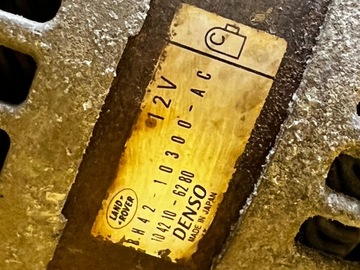 C
12V
BH42-10300-AC
104210-6280
LAND-
ROVER
DENSO
MADE IN JAPAN